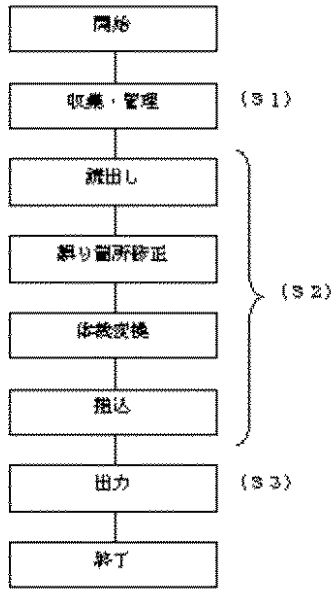 開始
収集・管理
(S1)
読出し
誤り箇所修正
(S2)
体裁変換
組込
出力
(S3)
終了